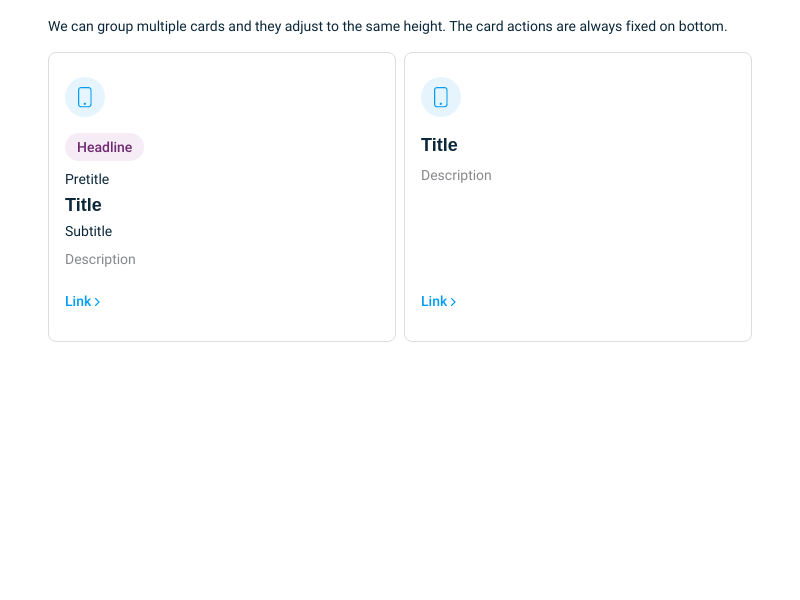 We can group multiple cards and they adjust to the same height. The card actions are always fixed on bottom.
Headline
Pretitle
Title
Subtitle
Description
Link
Title
Description
Link